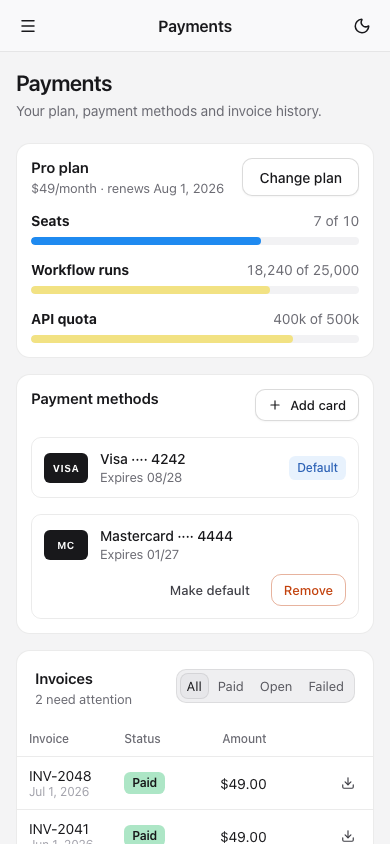 Payments
Payments
Your plan, payment methods and invoice history.
Pro plan
$49/month · renews Aug 1, 2026
Change plan
Seats
7 of 10
Workflow runs
18,240 of 25,000
API quota
400k of 500k
Payment methods
+ Add card
VISA
Visa ···· 4242
Expires 08/28
Default
MC
Mastercard ···· 4444
Expires 01/27
Make default
Remove
Invoices
2 need attention
All Paid Open Failed
Invoice Status Amount
INV-2048
Jul 1, 2026
Paid
$49.00
INV-2041
Jun 1, 2026
Paid
$49.00